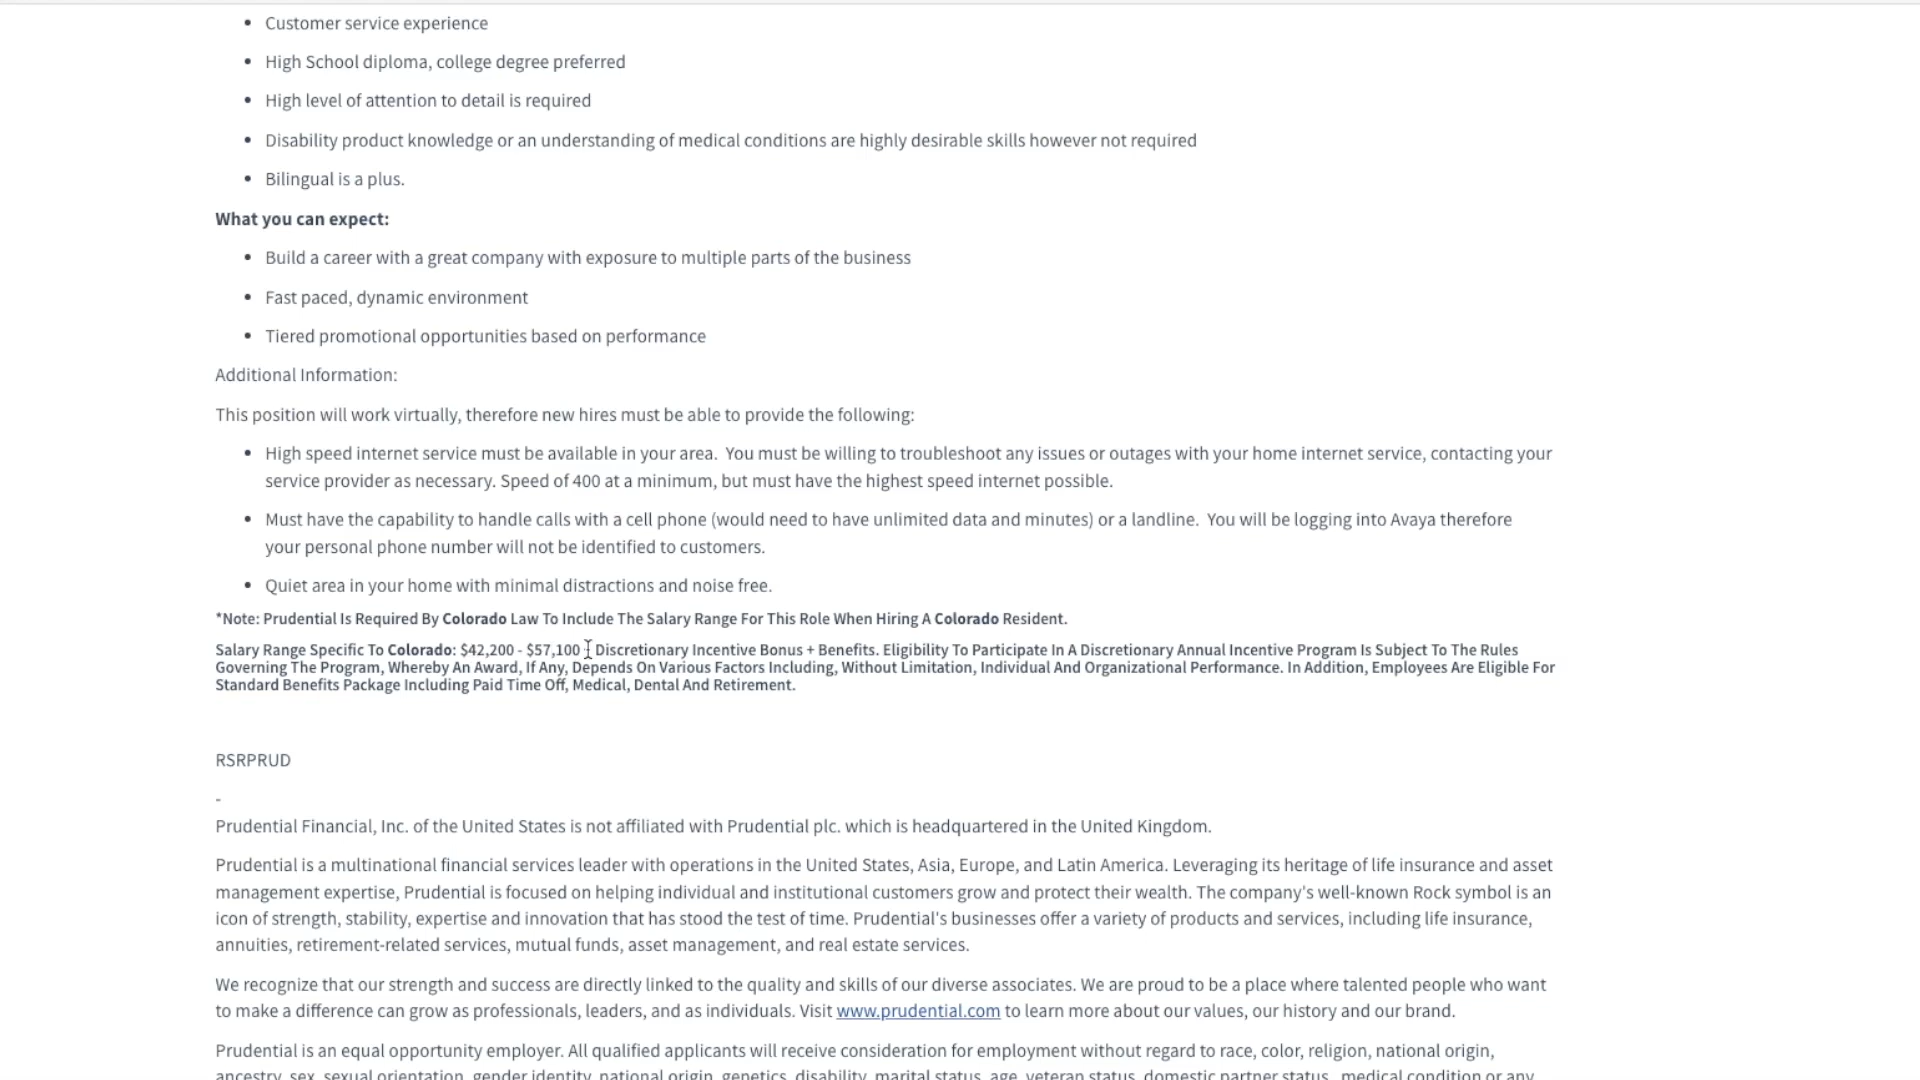 Customer service experience
High School diploma, college degree preferred
High level of attention to detail is required
Disability product knowledge or an understanding of medical conditions are highly desirable skills however not required
Bilingual is a plus.
What you can expect:
Build a career with a great company with exposure to multiple parts of the business
Fast paced, dynamic environment
Tiered promotional opportunities based on performance
Additional Information:
This position will work virtually, therefore new hires must be able to provide the following:
High speed internet service must be available in your area.  You must be willing to troubleshoot any issues or outages with your home internet service, contacting your
service provider as necessary. Speed of 400 at a minimum, but must have the highest speed internet possible.
Must have the capability to handle calls with a cell phone (would need to have unlimited data and minutes) or a landline.  You will be logging into Avaya therefore
your personal phone number will not be identified to customers.
Quiet area in your home with minimal distractions and noise free.
*Note: Prudential Is Required By Colorado Law To Include The Salary Range For This Role When Hiring A Colorado Resident.
Salary Range Specific To Colorado: $42,200 - $57,100 Discretionary Incentive Bonus + Benefits. Eligibility To Participate In A Discretionary Annual Incentive Program Is Subject To The Rules
Governing The Program, Whereby An Award, If Any, Depends On Various Factors Including, Without Limitation, Individual And Organizational Performance. In Addition, Employees Are Eligible For
Standard Benefits Package Including Paid Time Off, Medical, Dental And Retirement.
RSRPRUD
-
Prudential Financial, Inc. of the United States is not affiliated with Prudential plc. which is headquartered in the United Kingdom.
Prudential is a multinational financial services leader with operations in the United States, Asia, Europe, and Latin America. Leveraging its heritage of life insurance and asset
management expertise, Prudential is focused on helping individual and institutional customers grow and protect their wealth. The company's well-known Rock symbol is an
icon of strength, stability, expertise and innovation that has stood the test of time. Prudential's businesses offer a variety of products and services, including life insurance,
annuities, retirement-related services, mutual funds, asset management, and real estate services.
We recognize that our strength and success are directly linked to the quality and skills of our diverse associates. We are proud to be a place where talented people who want
to make a difference can grow as professionals, leaders, and as individuals. Visit www.prudential.com to learn more about our values, our history and our brand.
Prudential is an equal opportunity employer. All qualified applicants will receive consideration for employment without regard to race, color, religion, national origin,
ancestry, sex, sexual orientation, gender identity, national origin, genetics, disability, marital status, age, veteran status, domestic partner status , medical condition or any